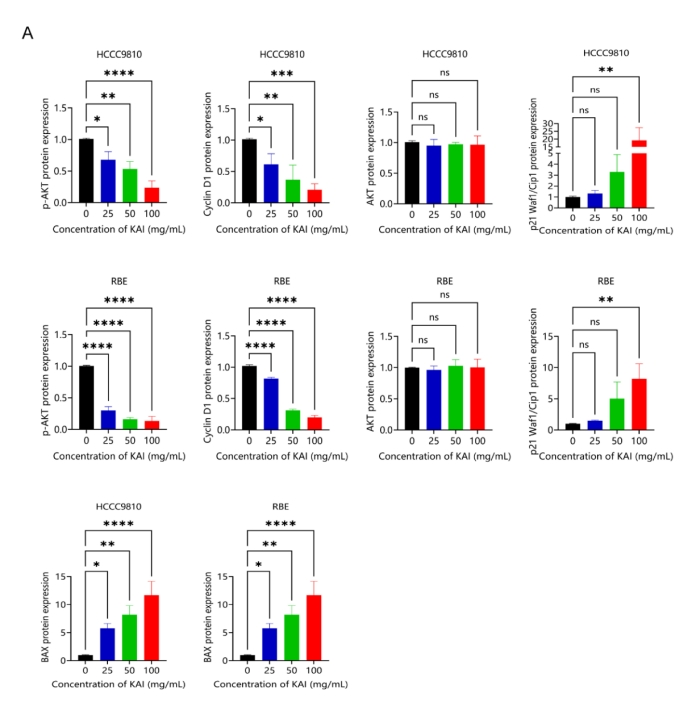 A
HCCC9810
****
**
*
p-AKT protein expression
1.5
1.0
0.5
0.0
0 25 50 100
Concentration of KAI (mg/mL)
HCCC9810
***
**
*
Cyclin D1 protein expression
1.5
1.0
0.5
0.0
0 25 50 100
Concentration of KAI (mg/mL)
HCCC9810
ns
ns
ns
AKT protein expression
1.5
1.0
0.5
0.0
0 25 50 100
Concentration of KAI (mg/mL)
HCCC9810
**
ns
ns
p21 Waf1/Cip1 protein expression
30
25
20
15
5
4
3
2
1
0
0 25 50 100
Concentration of KAI (mg/mL)
RBE
****
****
****
p-AKT protein expression
1.5
1.0
0.5
0.0
0 25 50 100
Concentration of KAI (mg/mL)
RBE
****
****
****
Cyclin D1 protein expression
1.5
1.0
0.5
0.0
0 25 50 100
Concentration of KAI (mg/mL)
RBE
ns
ns
ns
AKT protein expression
1.5
1.0
0.5
0.0
0 25 50 100
Concentration of KAI (mg/mL)
RBE
**
ns
ns
p21 Waf1/Cip1 protein expression
15
10
5
0
0 25 50 100
Concentration of KAI (mg/mL)
HCCC9810
****
**
*
BAX protein expression
15
10
5
0
0 25 50 100
Concentration of KAI (mg/mL)
RBE
****
**
*
BAX protein expression
15
10
5
0
0 25 50 100
Concentration of KAI (mg/mL)